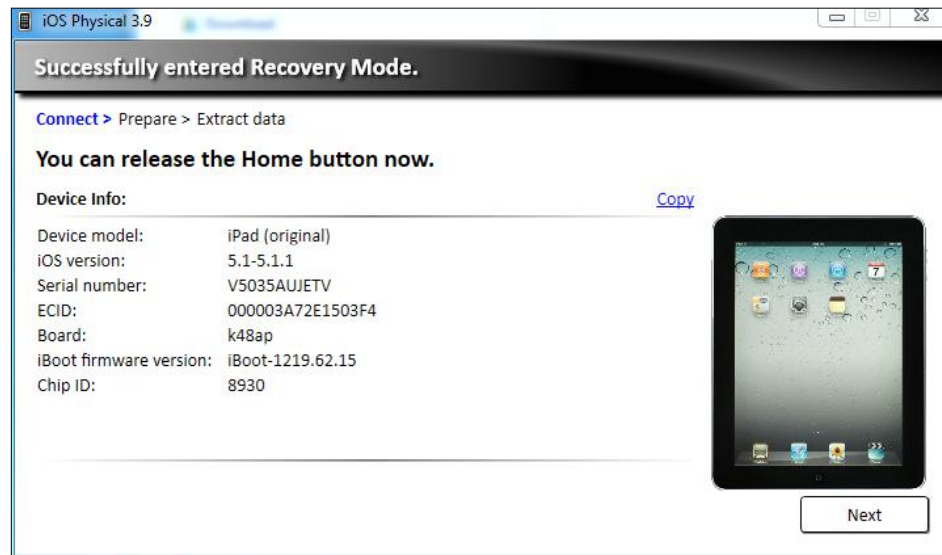 iOS Physical 3.9
Successfully entered Recovery Mode.
Connect > Prepare > Extract data
You can release the Home button now.
Device Info: Copy
Device model: iPad (original)
iOS version: 5.1-5.1.1
Serial number: V5035AUJETV
ECID: 000003A72E1503F4
Board: k48ap
iBoot firmware version: iBoot-1219.62.15
Chip ID: 8930
7
Next